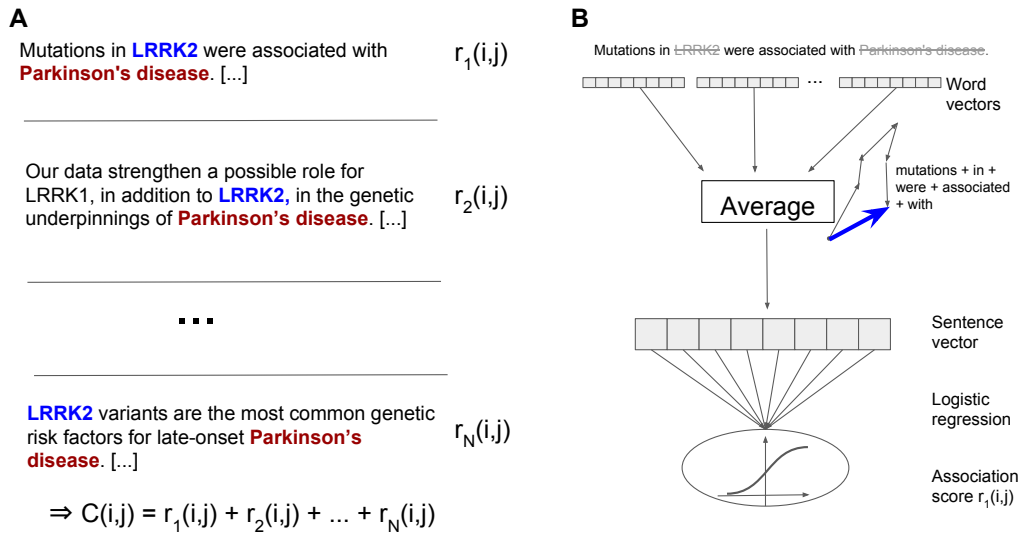 A
Mutations in LRRK2 were associated with
Parkinson's disease. [...]
r1(i,j)
Our data strengthen a possible role for
LRRK1, in addition to LRRK2, in the genetic
underpinnings of Parkinson’s disease. [...]
r2(i,j)
...
LRRK2 variants are the most common genetic
risk factors for late-onset Parkinson’s
disease. [...]
rN(i,j)
⇒ C(i,j) = r1(i,j) + r2(i,j) + ... + rN(i,j)
B
Mutations in LRRK2 were associated with Parkinson's disease.
...
Word
vectors
mutations + in +
were + associated
+ with
Average
Sentence
vector
Logistic
regression
Association
score r1(i,j)